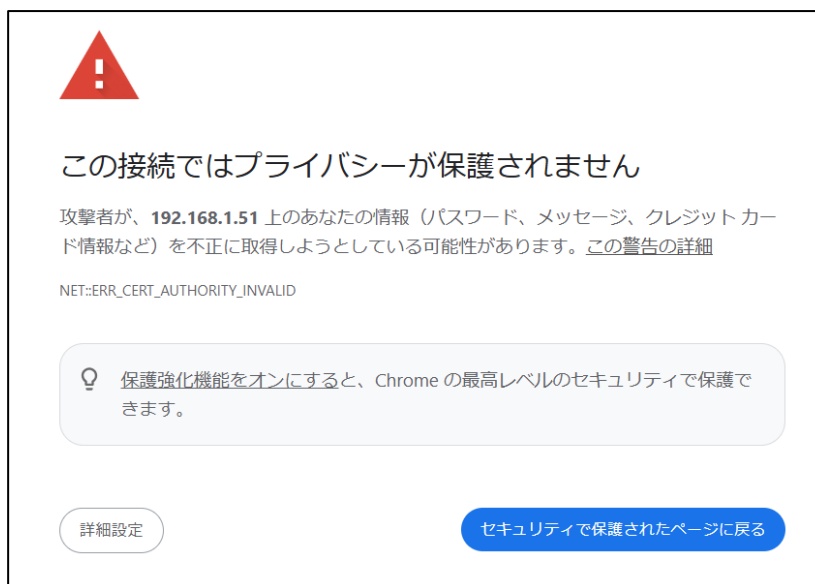 この接続ではプライバシーが保護されません
攻撃者が、192.168.1.51 上のあなたの情報（パスワード、メッセージ、クレジット カー
ド情報など）を不正に取得しようとしている可能性があります。この警告の詳細
NET::ERR_CERT_AUTHORITY_INVALID
保護強化機能をオンにすると、Chrome の最高レベルのセキュリティで保護で
きます。
詳細設定
セキュリティで保護されたページに戻る